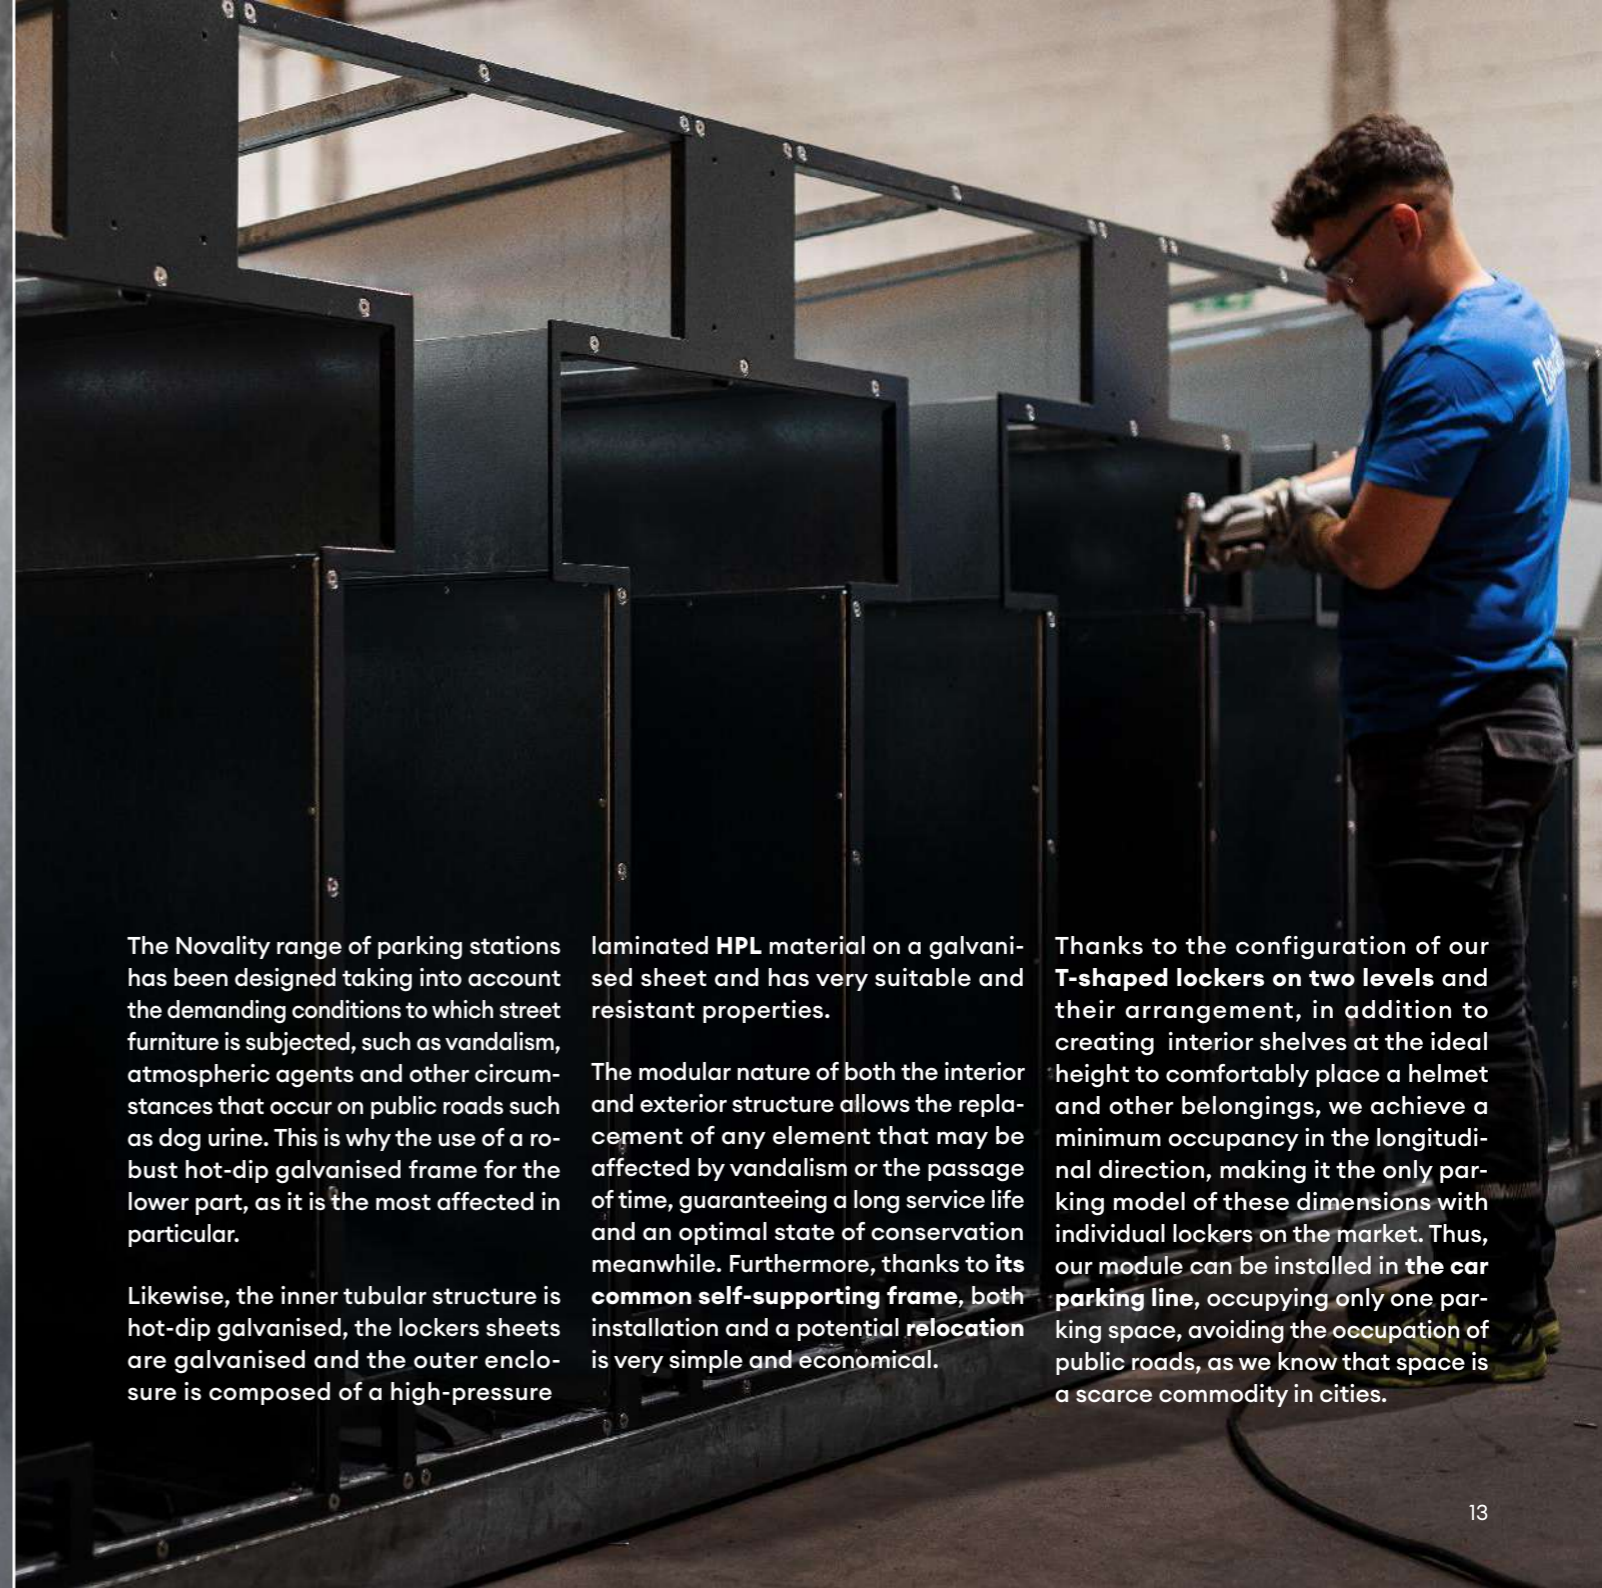 The Novality range of parking stations
has been designed taking into account
the demanding conditions to which street
furniture is subjected, such as vandalism,
atmospheric agents and other circum-
stances that occur on public roads such
as dog urine. This is why the use of a ro-
bust hot-dip galvanised frame for the
lower part, as it is the most affected in
particular.
Likewise, the inner tubular structure is
hot-dip galvanised, the lockers sheets
are galvanised and the outer enclo-
sure is composed of a high-pressure
laminated HPL material on a galvani-
sed sheet and has very suitable and
resistant properties.
The modular nature of both the interior
and exterior structure allows the repla-
cement of any element that may be
affected by vandalism or the passage
of time, guaranteeing a long service life
and an optimal state of conservation
meanwhile. Furthermore, thanks to its
common self-supporting frame, both
installation and a potential relocation
is very simple and economical.
Thanks to the configuration of our
T-shaped lockers on two levels and
their arrangement, in addition to
creating interior shelves at the ideal
height to comfortably place a helmet
and other belongings, we achieve a
minimum occupancy in the longitudi-
nal direction, making it the only par-
king model of these dimensions with
individual lockers on the market. Thus,
our module can be installed in the car
parking line, occupying only one par-
king space, avoiding the occupation of
public roads, as we know that space is
a scarce commodity in cities.
13